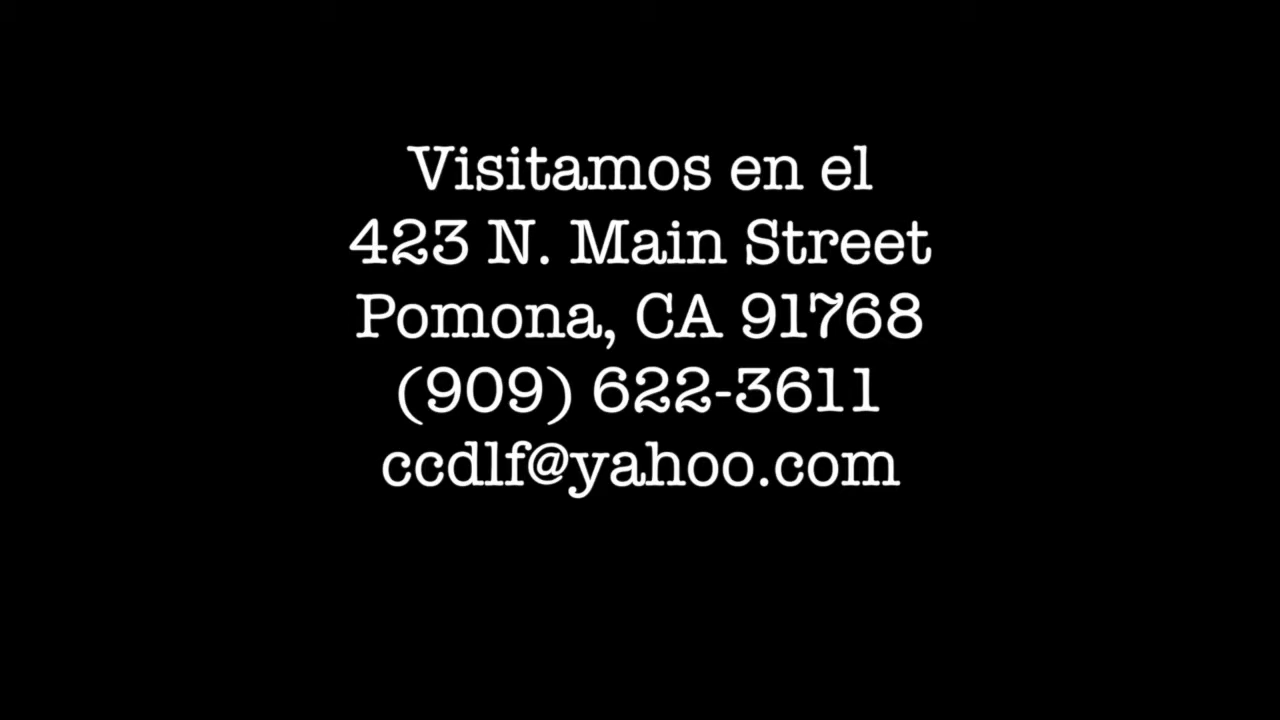 Visitamos en el
423 N. Main Street
Pomona, CA 91768
(909) 622-3611
ccdlf@yahoo.com